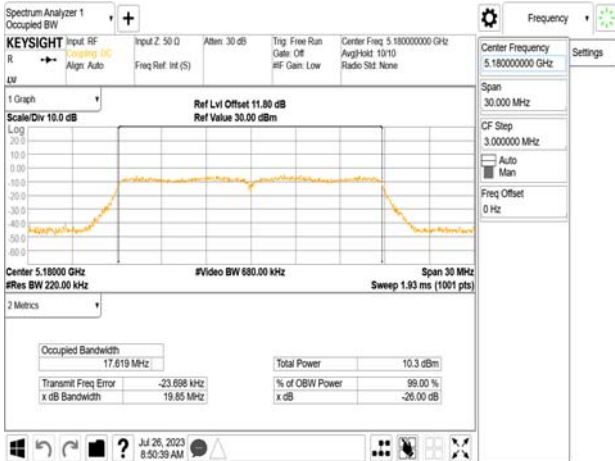 Spectrum Analyzer 1
Occupied BW
Frequency
KEYSIGHT Input: RF Input Z: 50 Ω Atten: 30 dB Trig: Free Run Center Freq: 5.180000000 GHz
R Coupling: DC Gate: Off Avg|Hold: 10/10
Align: Auto Freq Ref: Int (S) #IF Gain: Low Radio Std: None
LU
Center Frequency
5.180000000 GHz
Settings
Span
30.000 MHz
CF Step
3.000000 MHz
Auto
Man
Freq Offset
0 Hz
1 Graph
Ref Lvl Offset 11.80 dB
Scale/Div 10.0 dB Ref Value 30.00 dBm
Log
20.0
10.0
0.00
-10.0
-20.0
-30.0
-40.0
-50.0
-60.0
Center 5.18000 GHz #Video BW 680.00 kHz Span 30 MHz
#Res BW 220.00 kHz Sweep 1.93 ms (1001 pts)
2 Metrics
Occupied Bandwidth
17.619 MHz Total Power 10.3 dBm
Transmit Freq Error -23.698 kHz % of OBW Power 99.00 %
x dB Bandwidth 19.85 MHz x dB -26.00 dB
Jul 26, 2023
8:50:39 AM